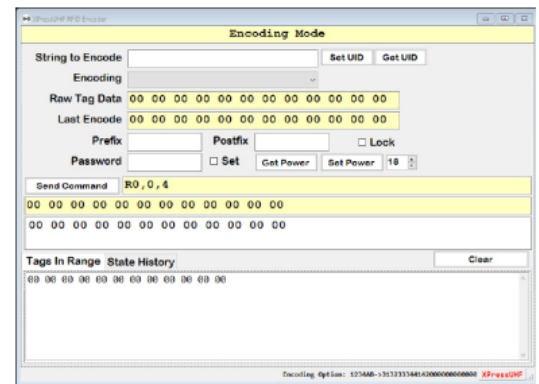 XPressUHF RFID Encoder
Encoding Mode
String to Encode Set UID Get UID
Encoding
Raw Tag Data 00 00 00 00 00 00 00 00 00 00 00 00
Last Encode 00 00 00 00 00 00 00 00 00 00 00 00
Prefix Postfix Lock
Password Set Get Power Set Power 18
Send Command R0,0,4
00 00 00 00 00 00 00 00 00 00 00 00
00 00 00 00 00 00 00 00 00 00 00 00
Tags In Range State History Clear
00 00 00 00 00 00 00 00 00 00 00 00
Encoding Option: XPressUHF